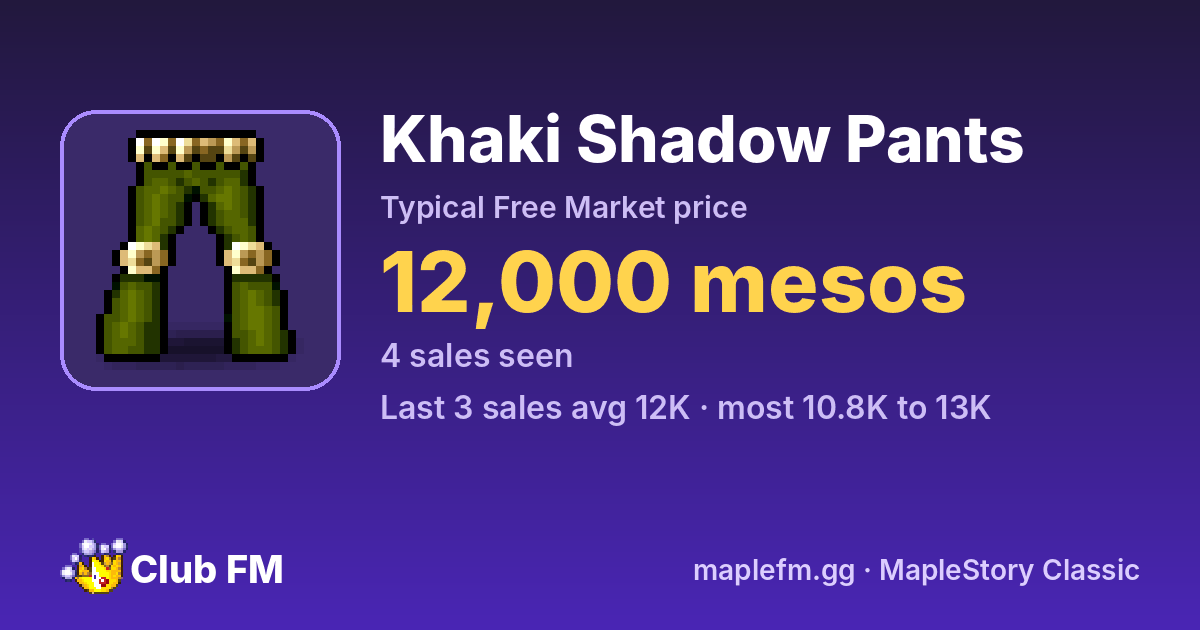 Khaki Shadow Pants
Typical Free Market price
12,000 mesos
4 sales seen
Last 3 sales avg 12K · most 10.8K to 13K
Club FM
maplefm.gg · MapleStory Classic